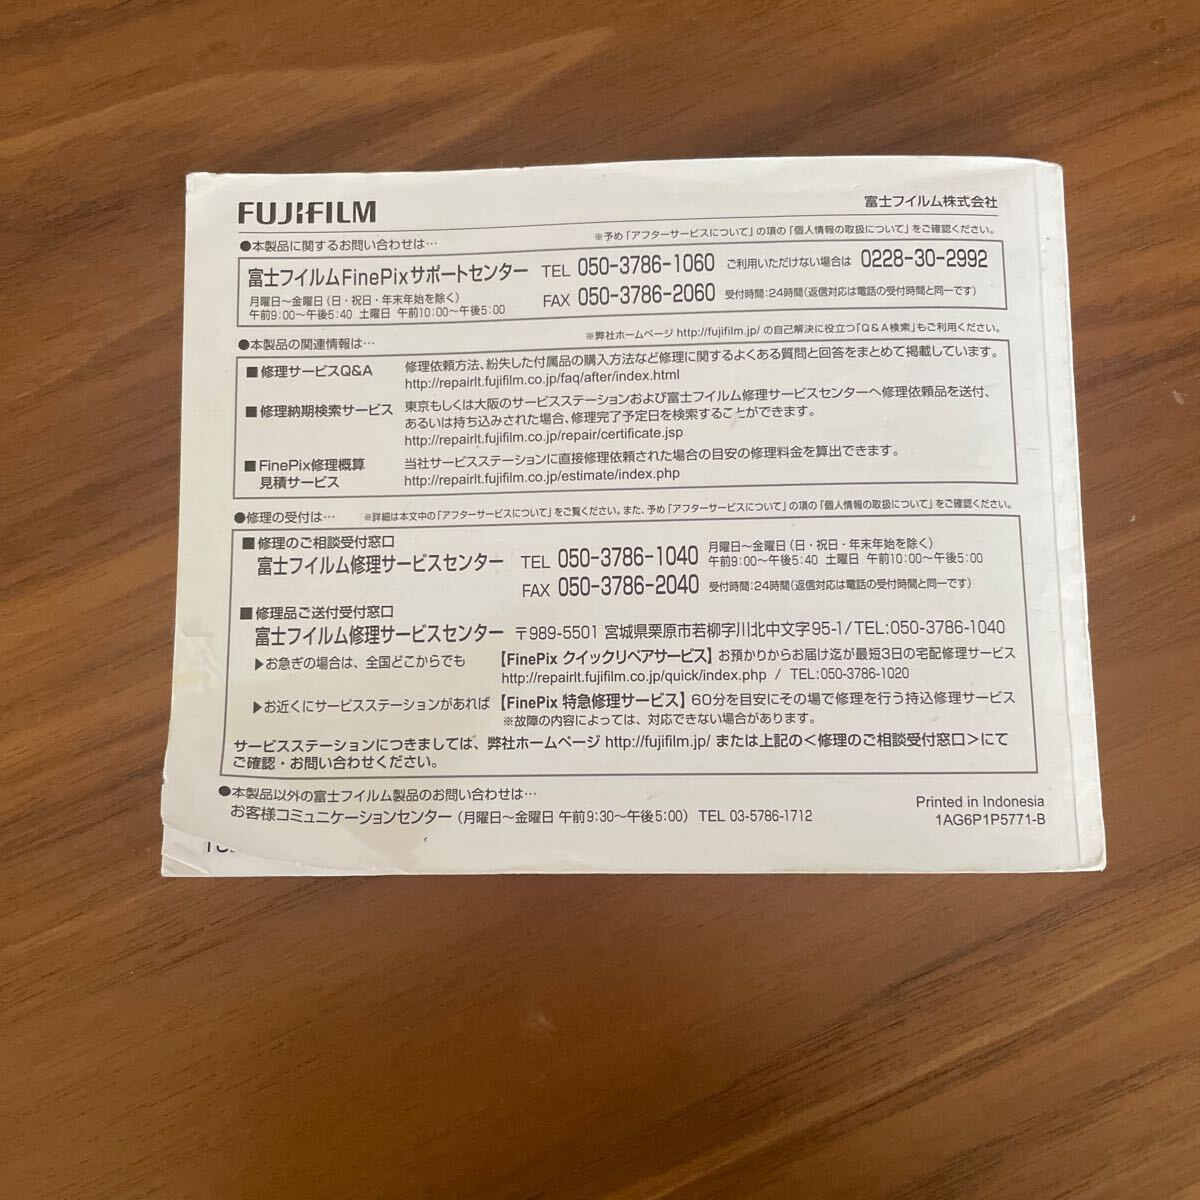 FUJIFILM
富士フイルム株式会社
●本製品に関するお問い合わせは…
※予め「アフターサービスについて」の項の「個人情報の取扱について」をご確認ください。
富士フイルムFinePixサポートセンター TEL 050-3786-1060 ご利用いただけない場合は 0228-30-2992
月曜日〜金曜日(日・祝日・年末年始を除く)
午前9:00〜午後5:40 土曜日 午前10:00〜午後5:00
FAX 050-3786-2060 受付時間:24時間(返信対応は電話の受付時間と同一です)
●本製品の関連情報は…
※弊社ホームページ http://fujifilm.jp/ の自己解決に役立つ「Q&A検索」もご利用ください。
■修理サービスQ&A
修理依頼方法、紛失した付属品の購入方法など修理に関するよくある質問と回答をまとめて掲載しています。
http://repairlt.fujifilm.co.jp/faq/after/index.html
■修理納期検索サービス
東京もしくは大阪のサービスステーションおよび富士フイルム修理サービスセンターへ修理依頼品を送付、
あるいは持ち込みされた場合、修理完了予定日を検索することができます。
http://repairlt.fujifilm.co.jp/repair/certificate.jsp
■FinePix修理概算
見積サービス
当社サービスステーションに直接修理依頼された場合の目安の修理料金を算出できます。
http://repairlt.fujifilm.co.jp/estimate/index.php
●修理の受付は…
※詳細は本文中の「アフターサービスについて」をご覧ください。また、予め「アフターサービスについて」の項の「個人情報の取扱について」をご確認ください。
■修理のご相談受付窓口
富士フイルム修理サービスセンター TEL 050-3786-1040
月曜日〜金曜日(日・祝日・年末年始を除く)
午前9:00〜午後5:40 土曜日 午前10:00〜午後5:00
FAX 050-3786-2040 受付時間:24時間(返信対応は電話の受付時間と同一です)
■修理品ご送付受付窓口
富士フイルム修理サービスセンター 〒989-5501 宮城県栗原市若柳字川北中文字95-1/TEL:050-3786-1040
▶お急ぎの場合は、全国どこからでも 【FinePix クイックリペアサービス】お預かりからお届け迄が最短3日の宅配修理サービス
http://repairlt.fujifilm.co.jp/quick/index.php / TEL:050-3786-1020
▶お近くにサービスステーションがあれば 【FinePix 特急修理サービス】60分を目安にその場で修理を行う持込修理サービス
※故障の内容によっては、対応できない場合があります。
サービスステーションにつきましては、弊社ホームページ http://fujifilm.jp/ または上記の<修理のご相談受付窓口>にて
ご確認・お問い合わせください。
●本製品以外の富士フイルム製品のお問い合わせは…
お客様コミュニケーションセンター(月曜日〜金曜日 午前9:30〜午後5:00) TEL 03-5786-1712
Printed in Indonesia
1AG6P1P5771-B